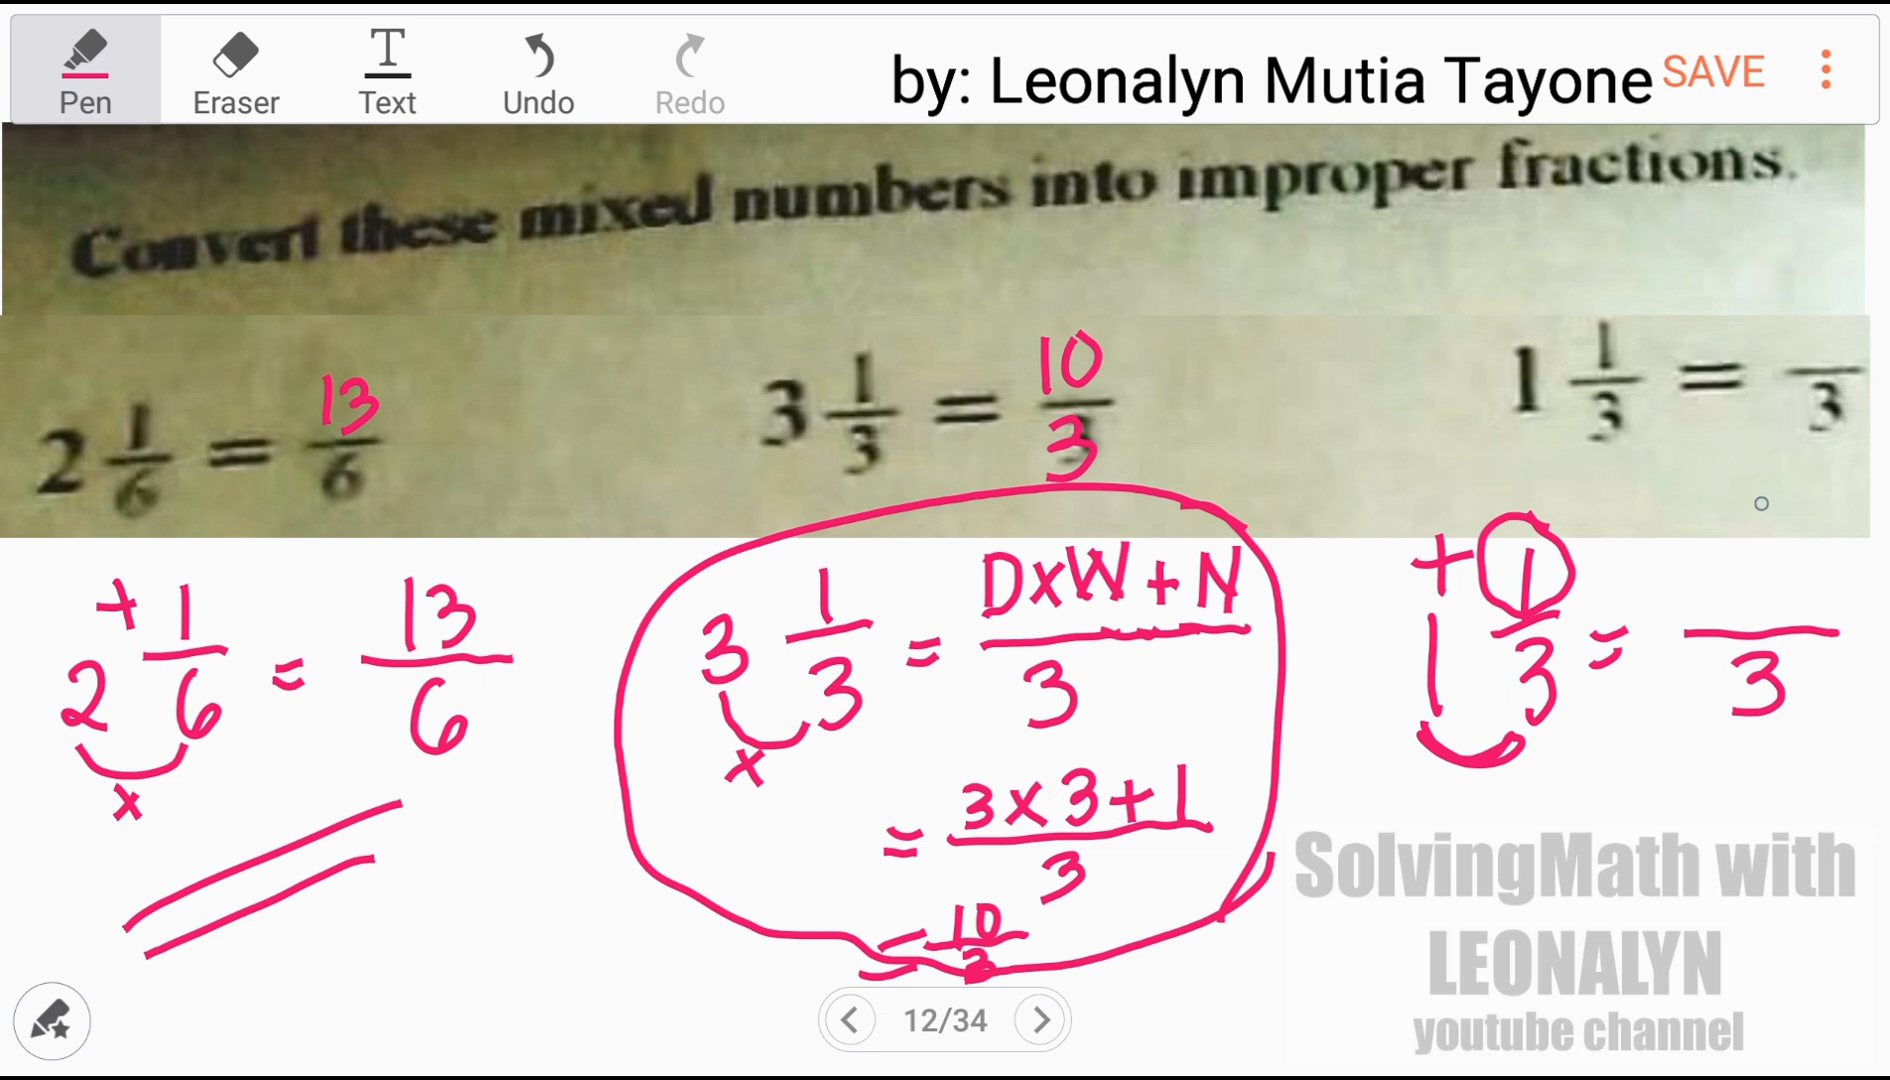 Pen Eraser Text Undo Redo by: Leonalyn Mutia Tayone SAVE
Convert these mixed numbers into improper fractions.
2 1/6 = 13/6 3 1/3 = 10/3 1 1/3 = /3
2 + 1/6 = 13/6
x
3 1/3 = DxW+N/3
x
= 3x3+1/3
= 10/3
1 + 1/3 = /3
SolvingMath with
LEONALYN
youtube channel
12/34